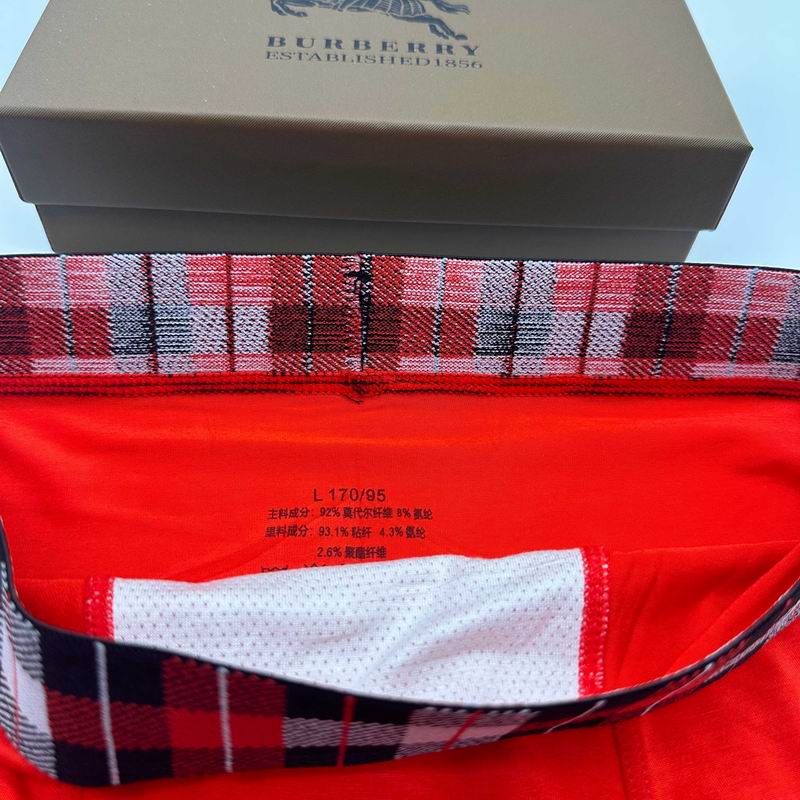 BURBERRY
ESTABLISHED1856
L 170/95
主料成分：92% 莫代尔纤维 8% 氨纶
里料成分：93.1% 粘纤 4.3% 氨纶
2.6% 聚酯纤维